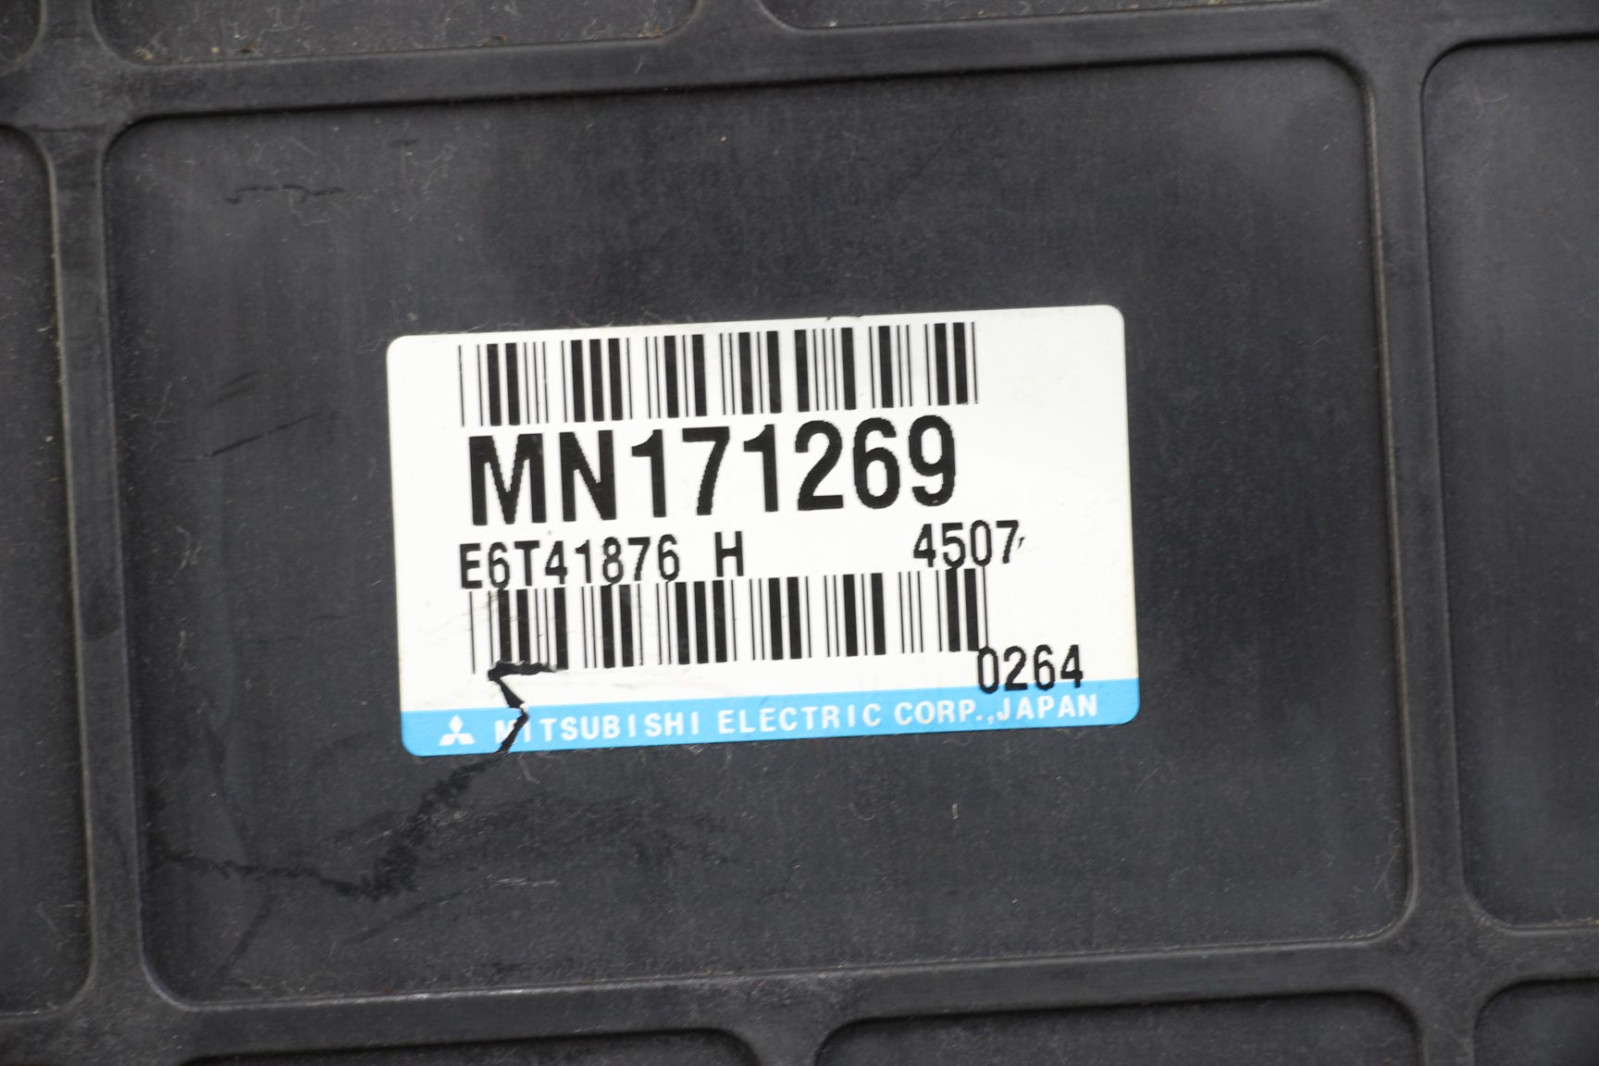 MN171269
E6T41876 H 4507
0264
MITSUBISHI ELECTRIC CORP.,JAPAN